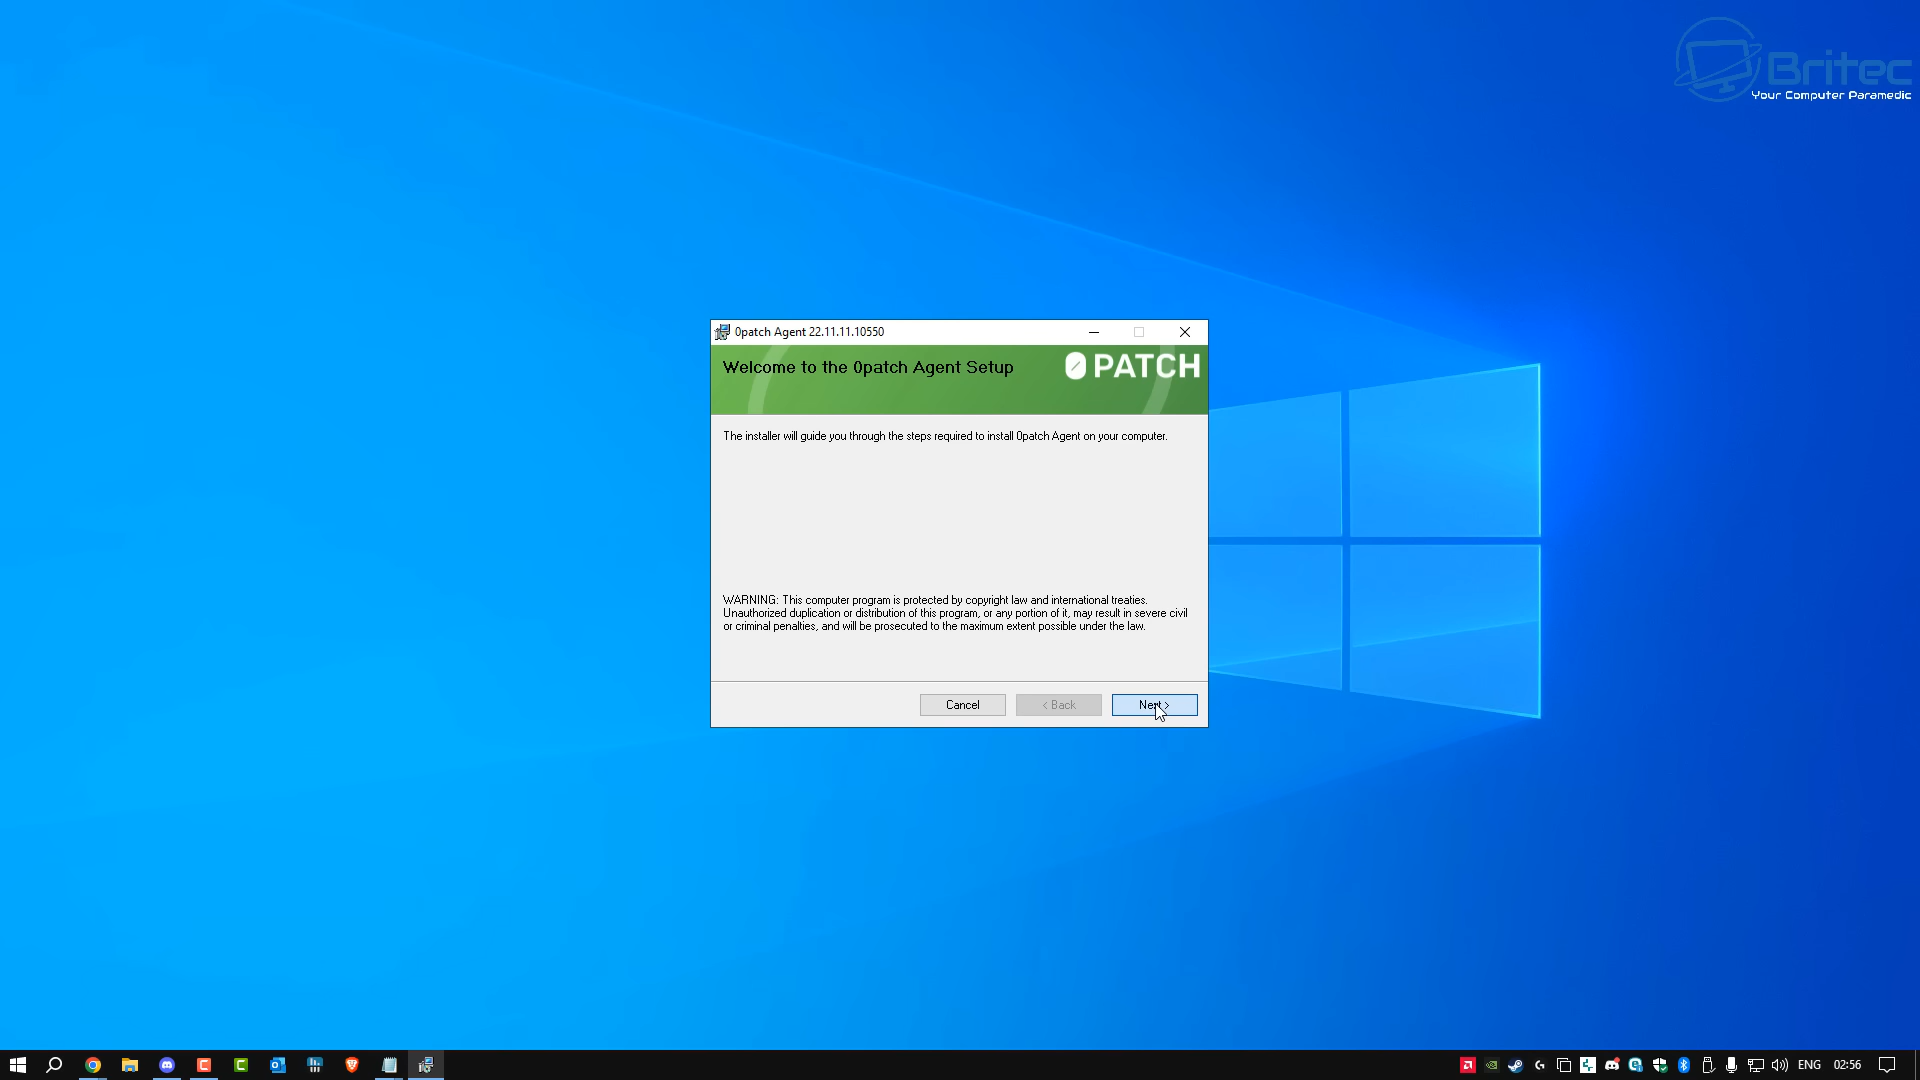 Britec
Your Computer Paramedic
0patch Agent 22.11.11.10550
Welcome to the 0patch Agent Setup
0PATCH
The installer will guide you through the steps required to install 0patch Agent on your computer.
WARNING: This computer program is protected by copyright law and international treaties.
Unauthorized duplication or distribution of this program, or any portion of it, may result in severe civil
or criminal penalties, and will be prosecuted to the maximum extent possible under the law.
Cancel
< Back
Next >
ENG
02:56